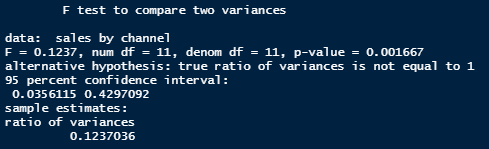 F test to compare two variances
data:  sales by channel
F = 0.1237, num df = 11, denom df = 11, p-value = 0.001667
alternative hypothesis: true ratio of variances is not equal to 1
95 percent confidence interval:
0.0356115 0.4297092
sample estimates:
ratio of variances
0.1237036